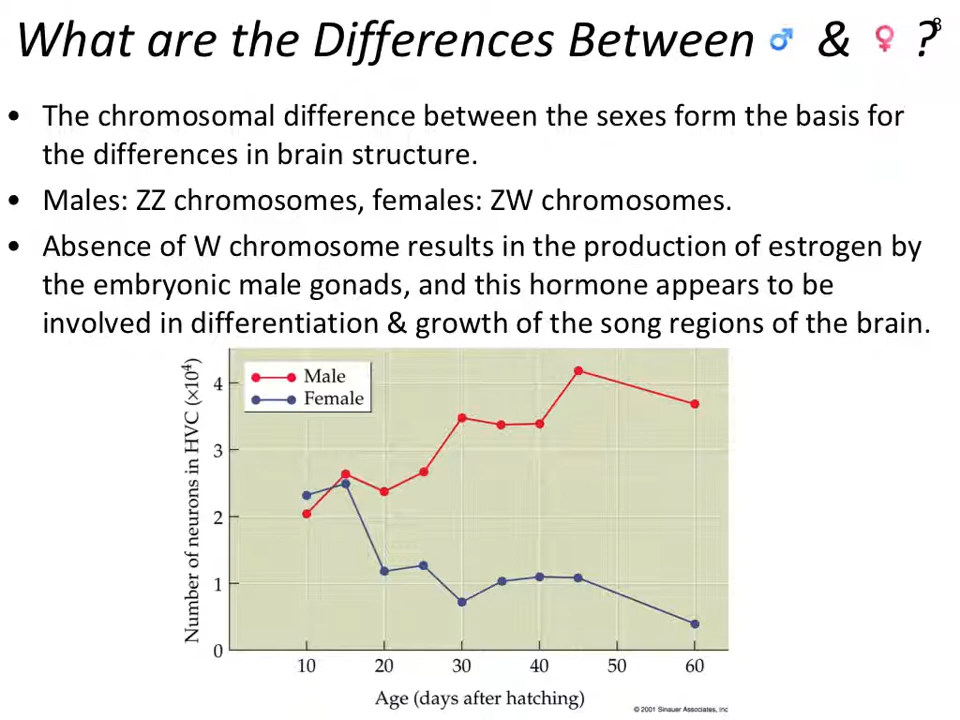 What are the Differences Between ♂ & ♀ ?
8
• The chromosomal difference between the sexes form the basis for
the differences in brain structure.
• Males: ZZ chromosomes, females: ZW chromosomes.
• Absence of W chromosome results in the production of estrogen by
the embryonic male gonads, and this hormone appears to be
involved in differentiation & growth of the song regions of the brain.
Number of neurons in HVC (×10⁴)
4
3
2
1
0
Male
Female
10 20 30 40 50 60
Age (days after hatching)
© 2001 Sinauer Associates, Inc